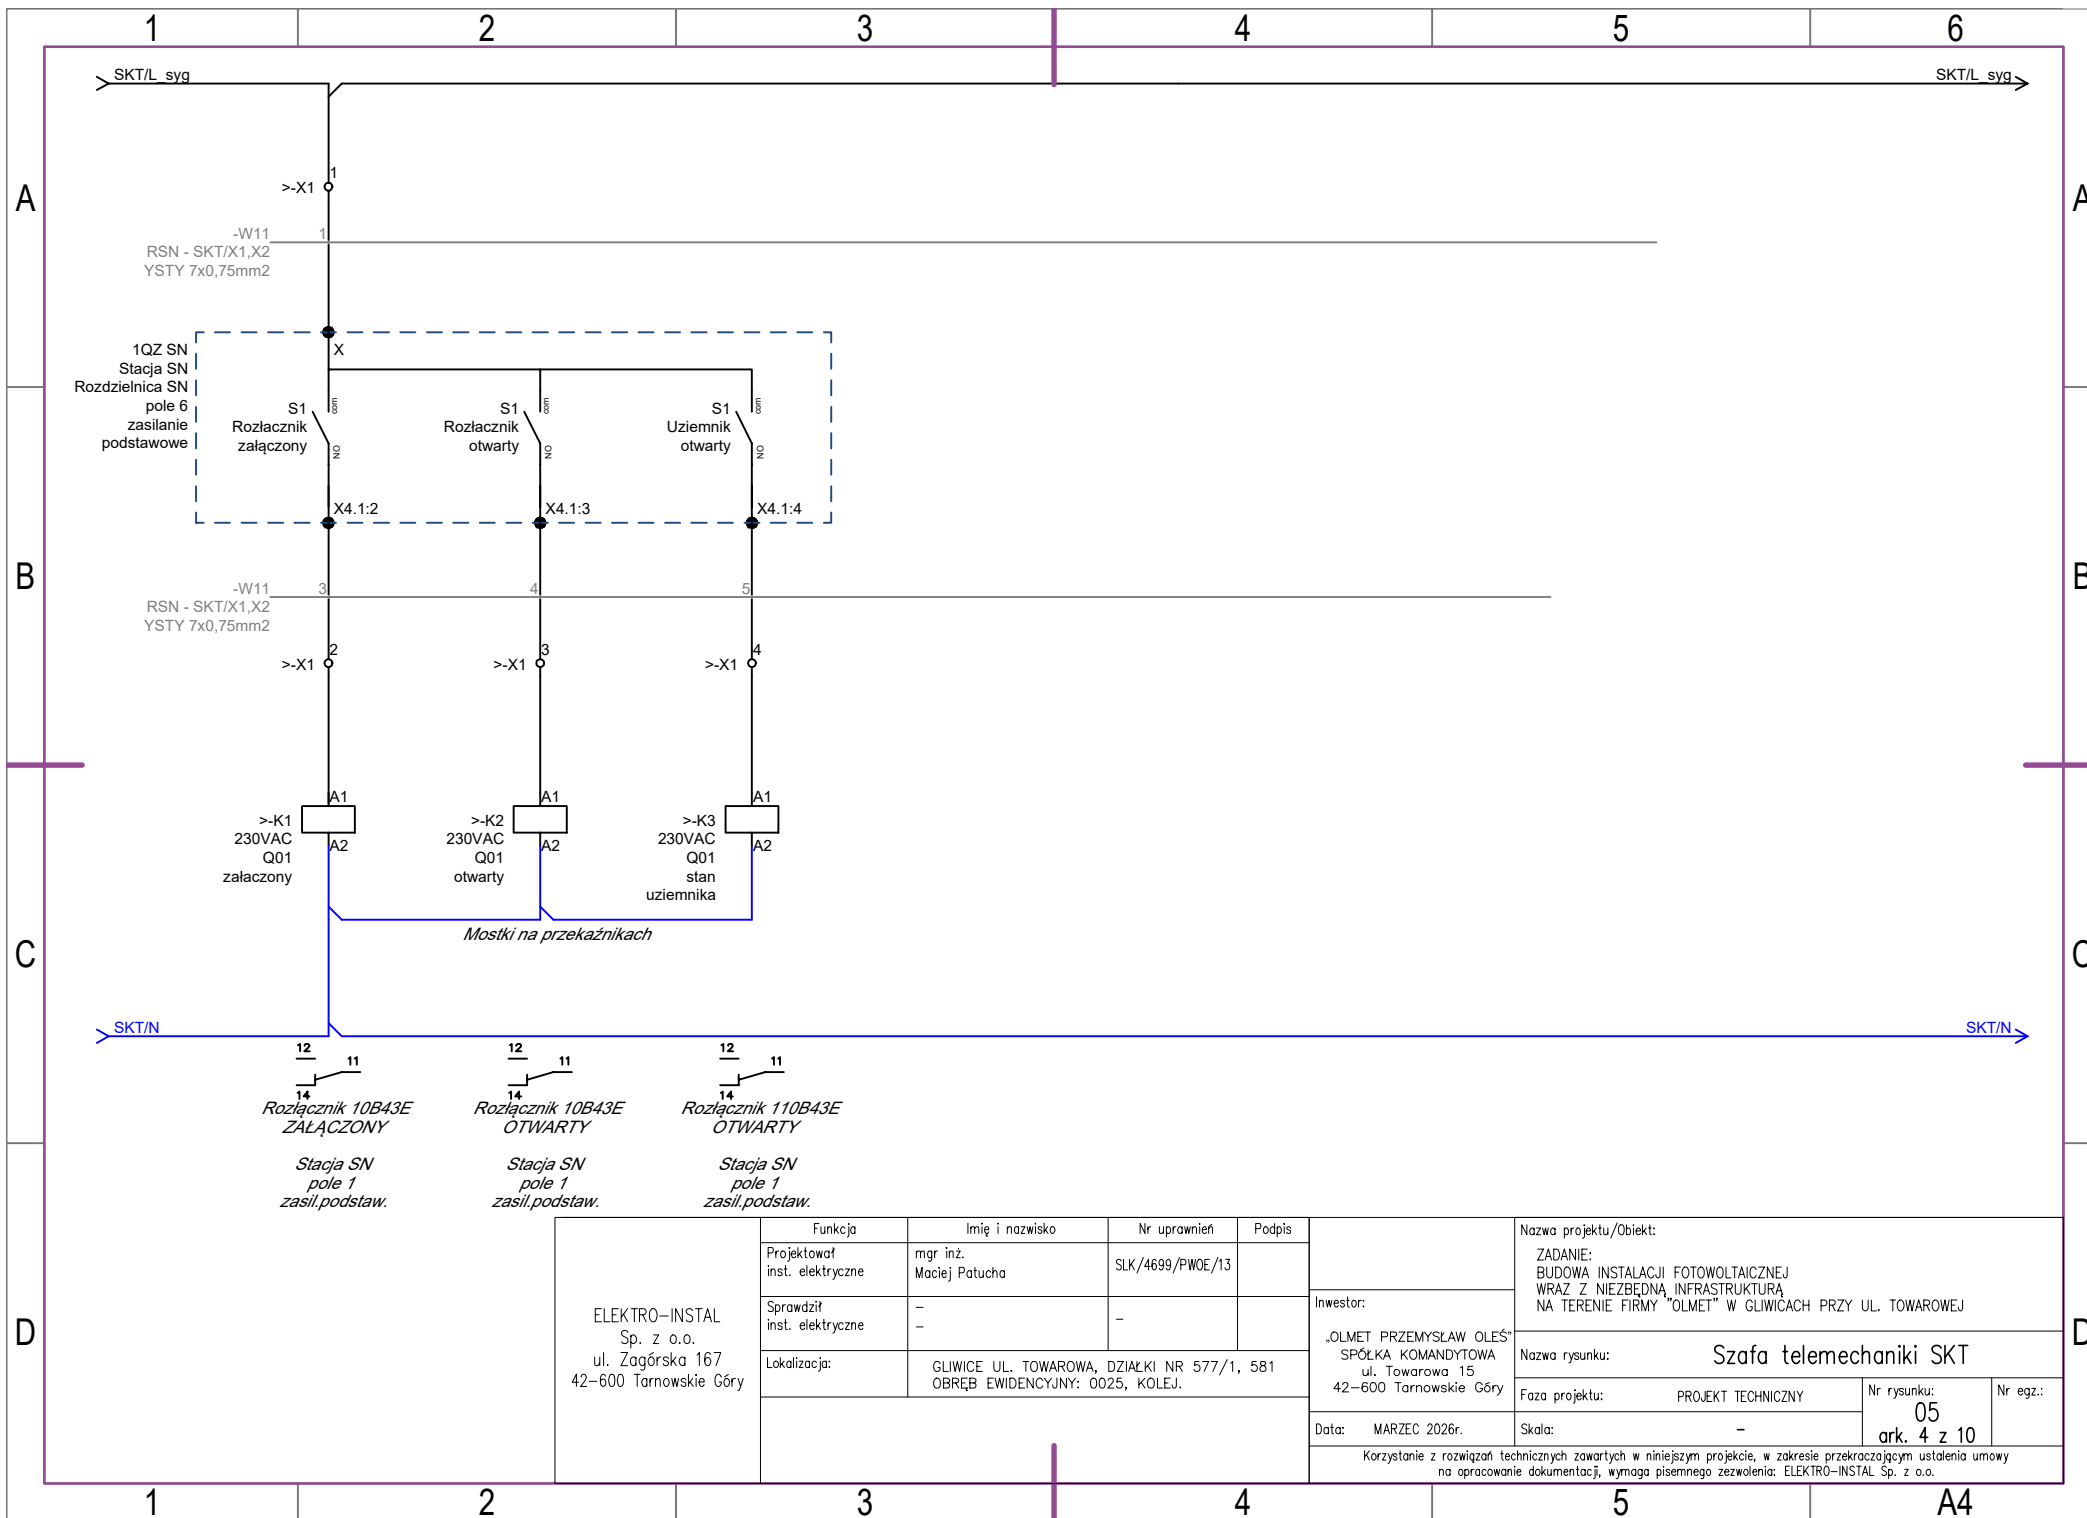 1 2 3 4 5 6
SKT/L_syg
SKT/L_syg
A
A
1
>-X1
-W11
1
RSN - SKT/X1,X2
YSTY 7x0,75mm2
1QZ SN
Stacja SN
Rozdzielnica SN
pole 6
zasilanie
podstawowe
X
S1
Rozłacznik
załączony
com
NO
S1
Rozłacznik
otwarty
com
NO
S1
Uziemnik
otwarty
com
NO
X4.1:2
X4.1:3
X4.1:4
B
B
-W11
3
4
5
RSN - SKT/X1,X2
YSTY 7x0,75mm2
2
>-X1
3
>-X1
4
>-X1
A1
>-K1
230VAC
A2
Q01
załaczony
A1
>-K2
230VAC
A2
Q01
otwarty
A1
>-K3
230VAC
A2
Q01
stan
uziemnika
Mostki na przekaźnikach
C
C
SKT/N
SKT/N
12
11
14
Rozłącznik 10B43E
ZAŁĄCZONY
Stacja SN
pole 1
zasil.podstaw.
12
11
14
Rozłącznik 10B43E
OTWARTY
Stacja SN
pole 1
zasil.podstaw.
12
11
14
Rozłącznik 110B43E
OTWARTY
Stacja SN
pole 1
zasil.podstaw.
D
D
ELEKTRO-INSTAL
Sp. z o.o.
ul. Zagórska 167
42-600 Tarnowskie Góry
Funkcja
Imię i nazwisko
Nr uprawnień
Podpis
Projektował
inst. elektryczne
mgr inż.
Maciej Patucha
SLK/4699/PWOE/13
Sprawdził
inst. elektryczne
-
-
-
Lokalizacja:
GLIWICE UL. TOWAROWA, DZIAŁKI NR 577/1, 581
OBRĘB EWIDENCYJNY: 0025, KOLEJ.
Inwestor:
„OLMET PRZEMYSŁAW OLEŚ"
SPÓŁKA KOMANDYTOWA
ul. Towarowa 15
42-600 Tarnowskie Góry
Data: MARZEC 2026r.
Nazwa projektu/Obiekt:
ZADANIE:
BUDOWA INSTALACJI FOTOWOLTAICZNEJ
WRAZ Z NIEZBĘDNĄ INFRASTRUKTURĄ
NA TERENIE FIRMY "OLMET" W GLIWICACH PRZY UL. TOWAROWEJ
Nazwa rysunku: Szafa telemechaniki SKT
Faza projektu: PROJEKT TECHNICZNY
Skala: -
Nr rysunku:
05
ark. 4 z 10
Nr egz.:
Korzystanie z rozwiązań technicznych zawartych w niniejszym projekcie, w zakresie przekraczającym ustalenia umowy
na opracowanie dokumentacji, wymaga pisemnego zezwolenia: ELEKTRO-INSTAL Sp. z o.o.
1 2 3 4 5 A4